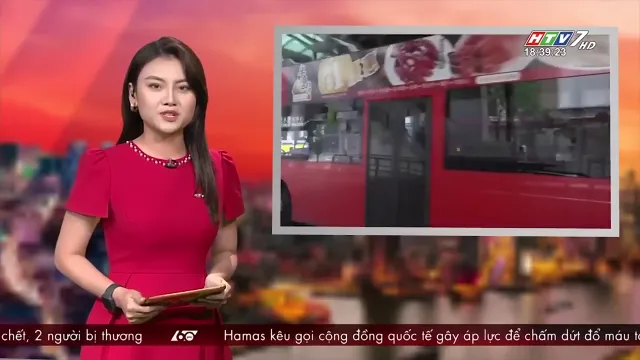 HTV7 HD
18:39:23
chết, 2 người bị thương
60
Hamas kêu gọi cộng đồng quốc tế gây áp lực để chấm dứt đổ máu t